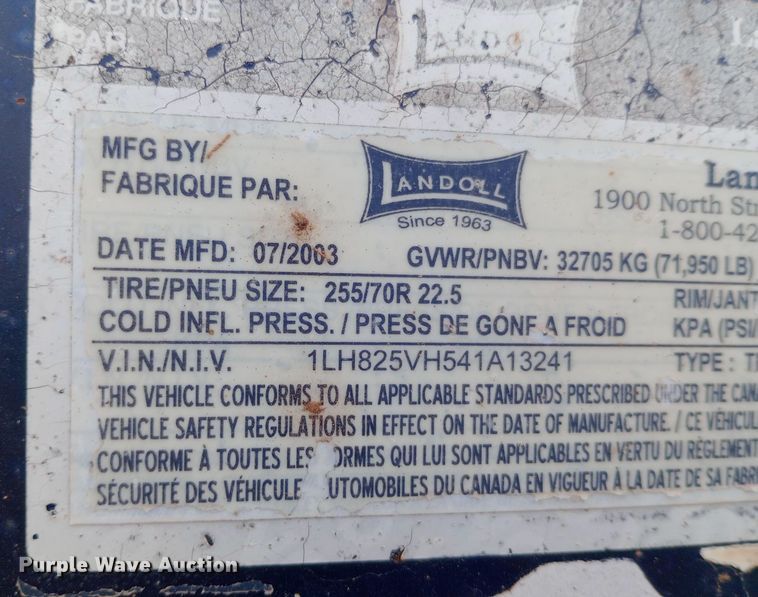 FABRIQUE
PAR:
LANDOLL
MFG BY/
FABRIQUE PAR:
LANDOLL
Since 1963
Lan
1900 North Str
1-800-42
DATE MFD: 07/2003 GVWR/PNBV: 32705 KG (71,950 LB)
TIRE/PNEU SIZE: 255/70R 22.5 RIM/JANT
COLD INFL. PRESS. / PRESS DE GONF A FROID KPA (PSI/
V.I.N./N.I.V. 1LH825VH541A13241 TYPE : T
THIS VEHICLE CONFORMS TO ALL APPLICABLE STANDARDS PRESCRIBED UNDER THE CANA
VEHICLE SAFETY REGULATIONS IN EFFECT ON THE DATE OF MANUFACTURE. / CE VÉHICUL
CONFORME À TOUTES LES ORMES QUI LUI SONT APPLICABLES EN VERTU DU RÈGLEMENT
SÉCURITÉ DES VÉHICULE UTOMOBILES DU CANADA EN VIGUEUR À LA DATE DE SA FABRI
Purple Wave Auction